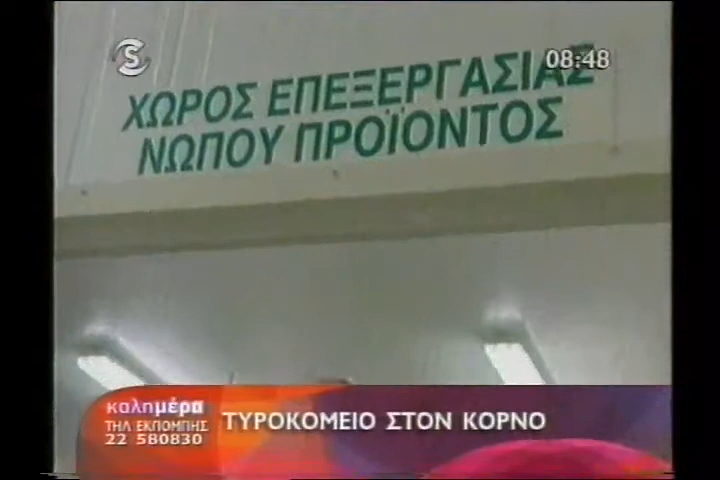 S
08:48
ΧΩΡΟΣ ΕΠΕΞΕΡΓΑΣΙΑΣ
ΝΩΠΟΥ ΠΡΟΪΟΝΤΟΣ
καλημέρα
ΤΗΛ ΕΚΠΟΜΠΗΣ
22 580830
ΤΥΡΟΚΟΜΕΙΟ ΣΤΟΝ ΚΟΡΝΟ